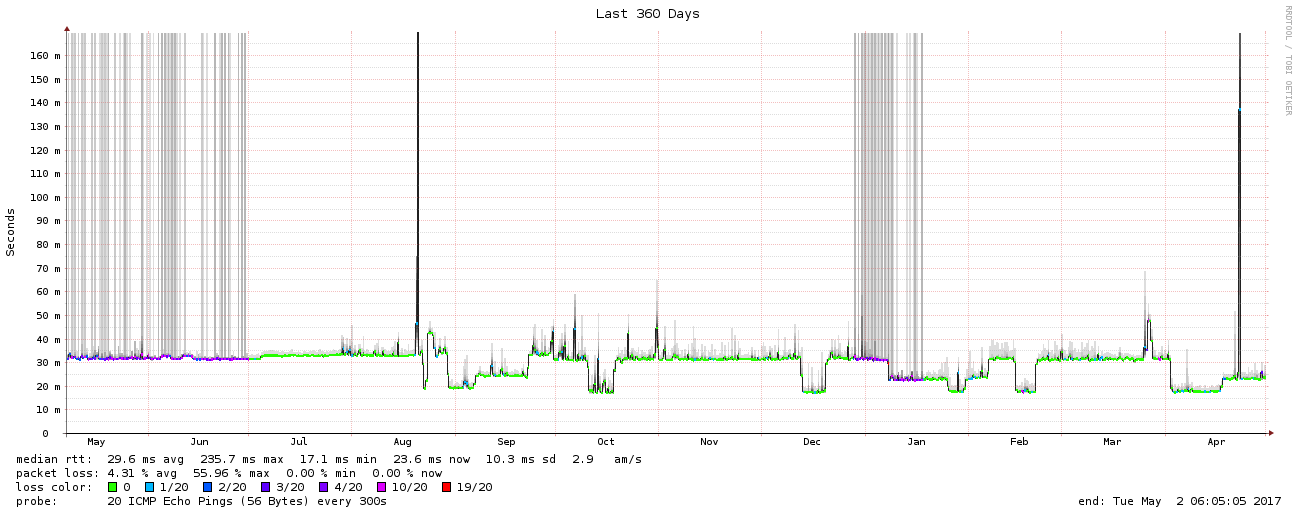 Last 360 Days
RRDTOOL / TOBI OETIKER
Seconds
160 m
150 m
140 m
130 m
120 m
110 m
100 m
90 m
80 m
70 m
60 m
50 m
40 m
30 m
20 m
10 m
0
May Jun Jul Aug Sep Oct Nov Dec Jan Feb Mar Apr
median rtt: 29.6 ms avg 235.7 ms max 17.1 ms min 23.6 ms now 10.3 ms sd 2.9 am/s
packet loss: 4.31 % avg 55.96 % max 0.00 % min 0.00 % now
loss color: 0 1/20 2/20 3/20 4/20 10/20 19/20
probe: 20 ICMP Echo Pings (56 Bytes) every 300s end: Tue May 2 06:05:05 2017